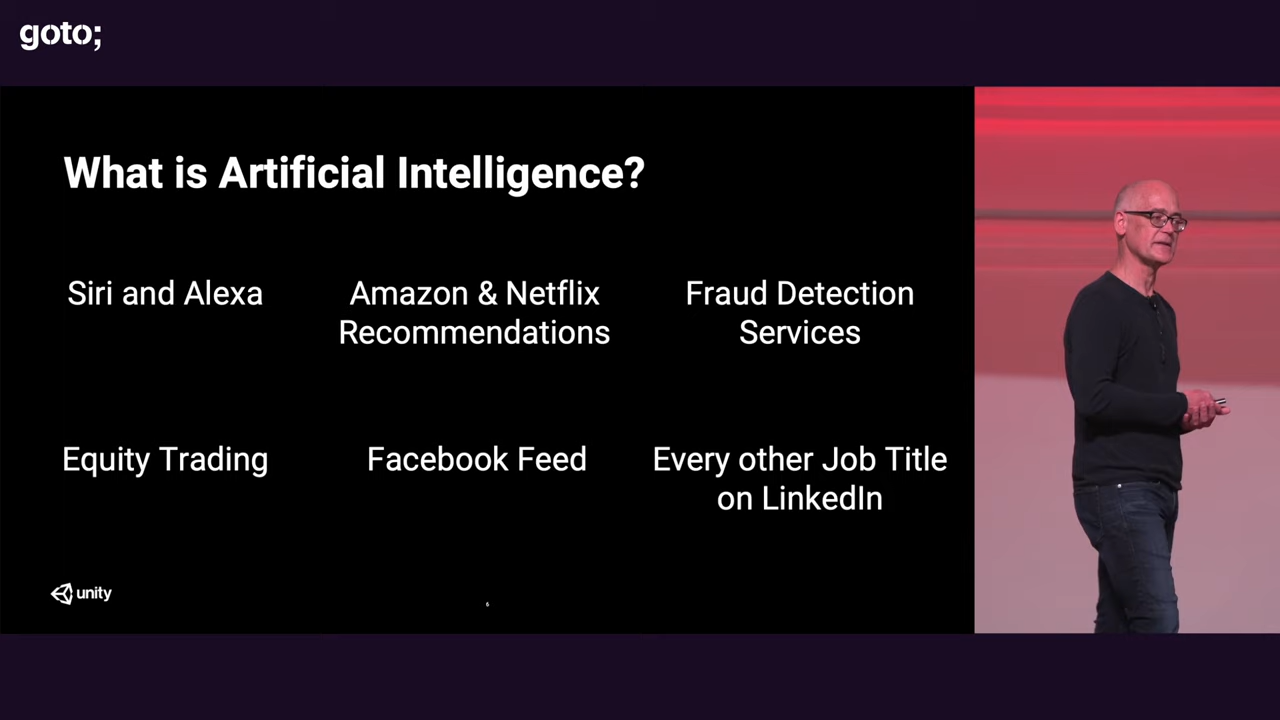 goto;
What is Artificial Intelligence?
Siri and Alexa
Amazon & Netflix
Recommendations
Fraud Detection
Services
Equity Trading
Facebook Feed
Every other Job Title
on LinkedIn
unity
6